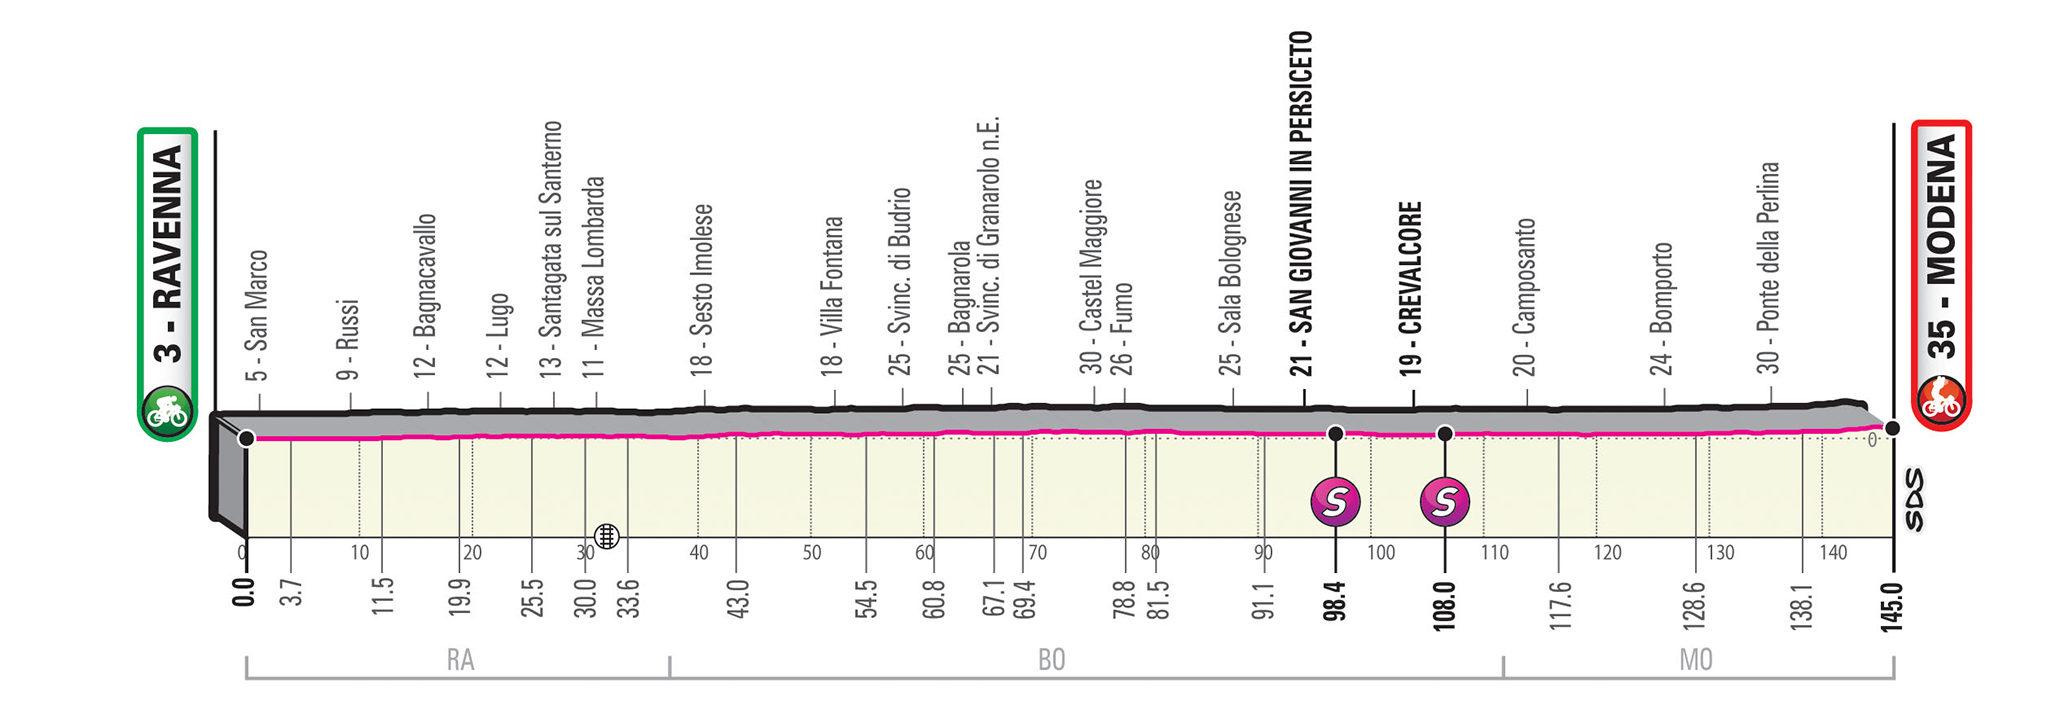 3 - RAVENNA
5 - San Marco
9 - Russi
12 - Bagnacavallo
12 - Lugo
13 - Santagata sul Santerno
11 - Massa Lombarda
18 - Sesto Imolese
18 - Villa Fontana
25 - Svinc. di Budrio
25 - Bagnarola
21 - Svinc. di Granarolo n.E.
30 - Castel Maggiore
26 - Fumo
25 - Sala Bolognese
21 - SAN GIOVANNI IN PERSICETO
19 - CREVALCORE
20 - Camposanto
24 - Bomporto
30 - Ponte della Perlina
35 - MODENA
0
S
S
SDS
0 10 20 30 40 50 60 70 80 90 100 110 120 130 140
0.0 3.7 11.5 19.9 25.5 30.0 33.6 43.0 54.5 60.8 67.1 69.4 78.8 81.5 91.1 98.4 108.0 117.6 128.6 138.1 145.0
RA BO MO